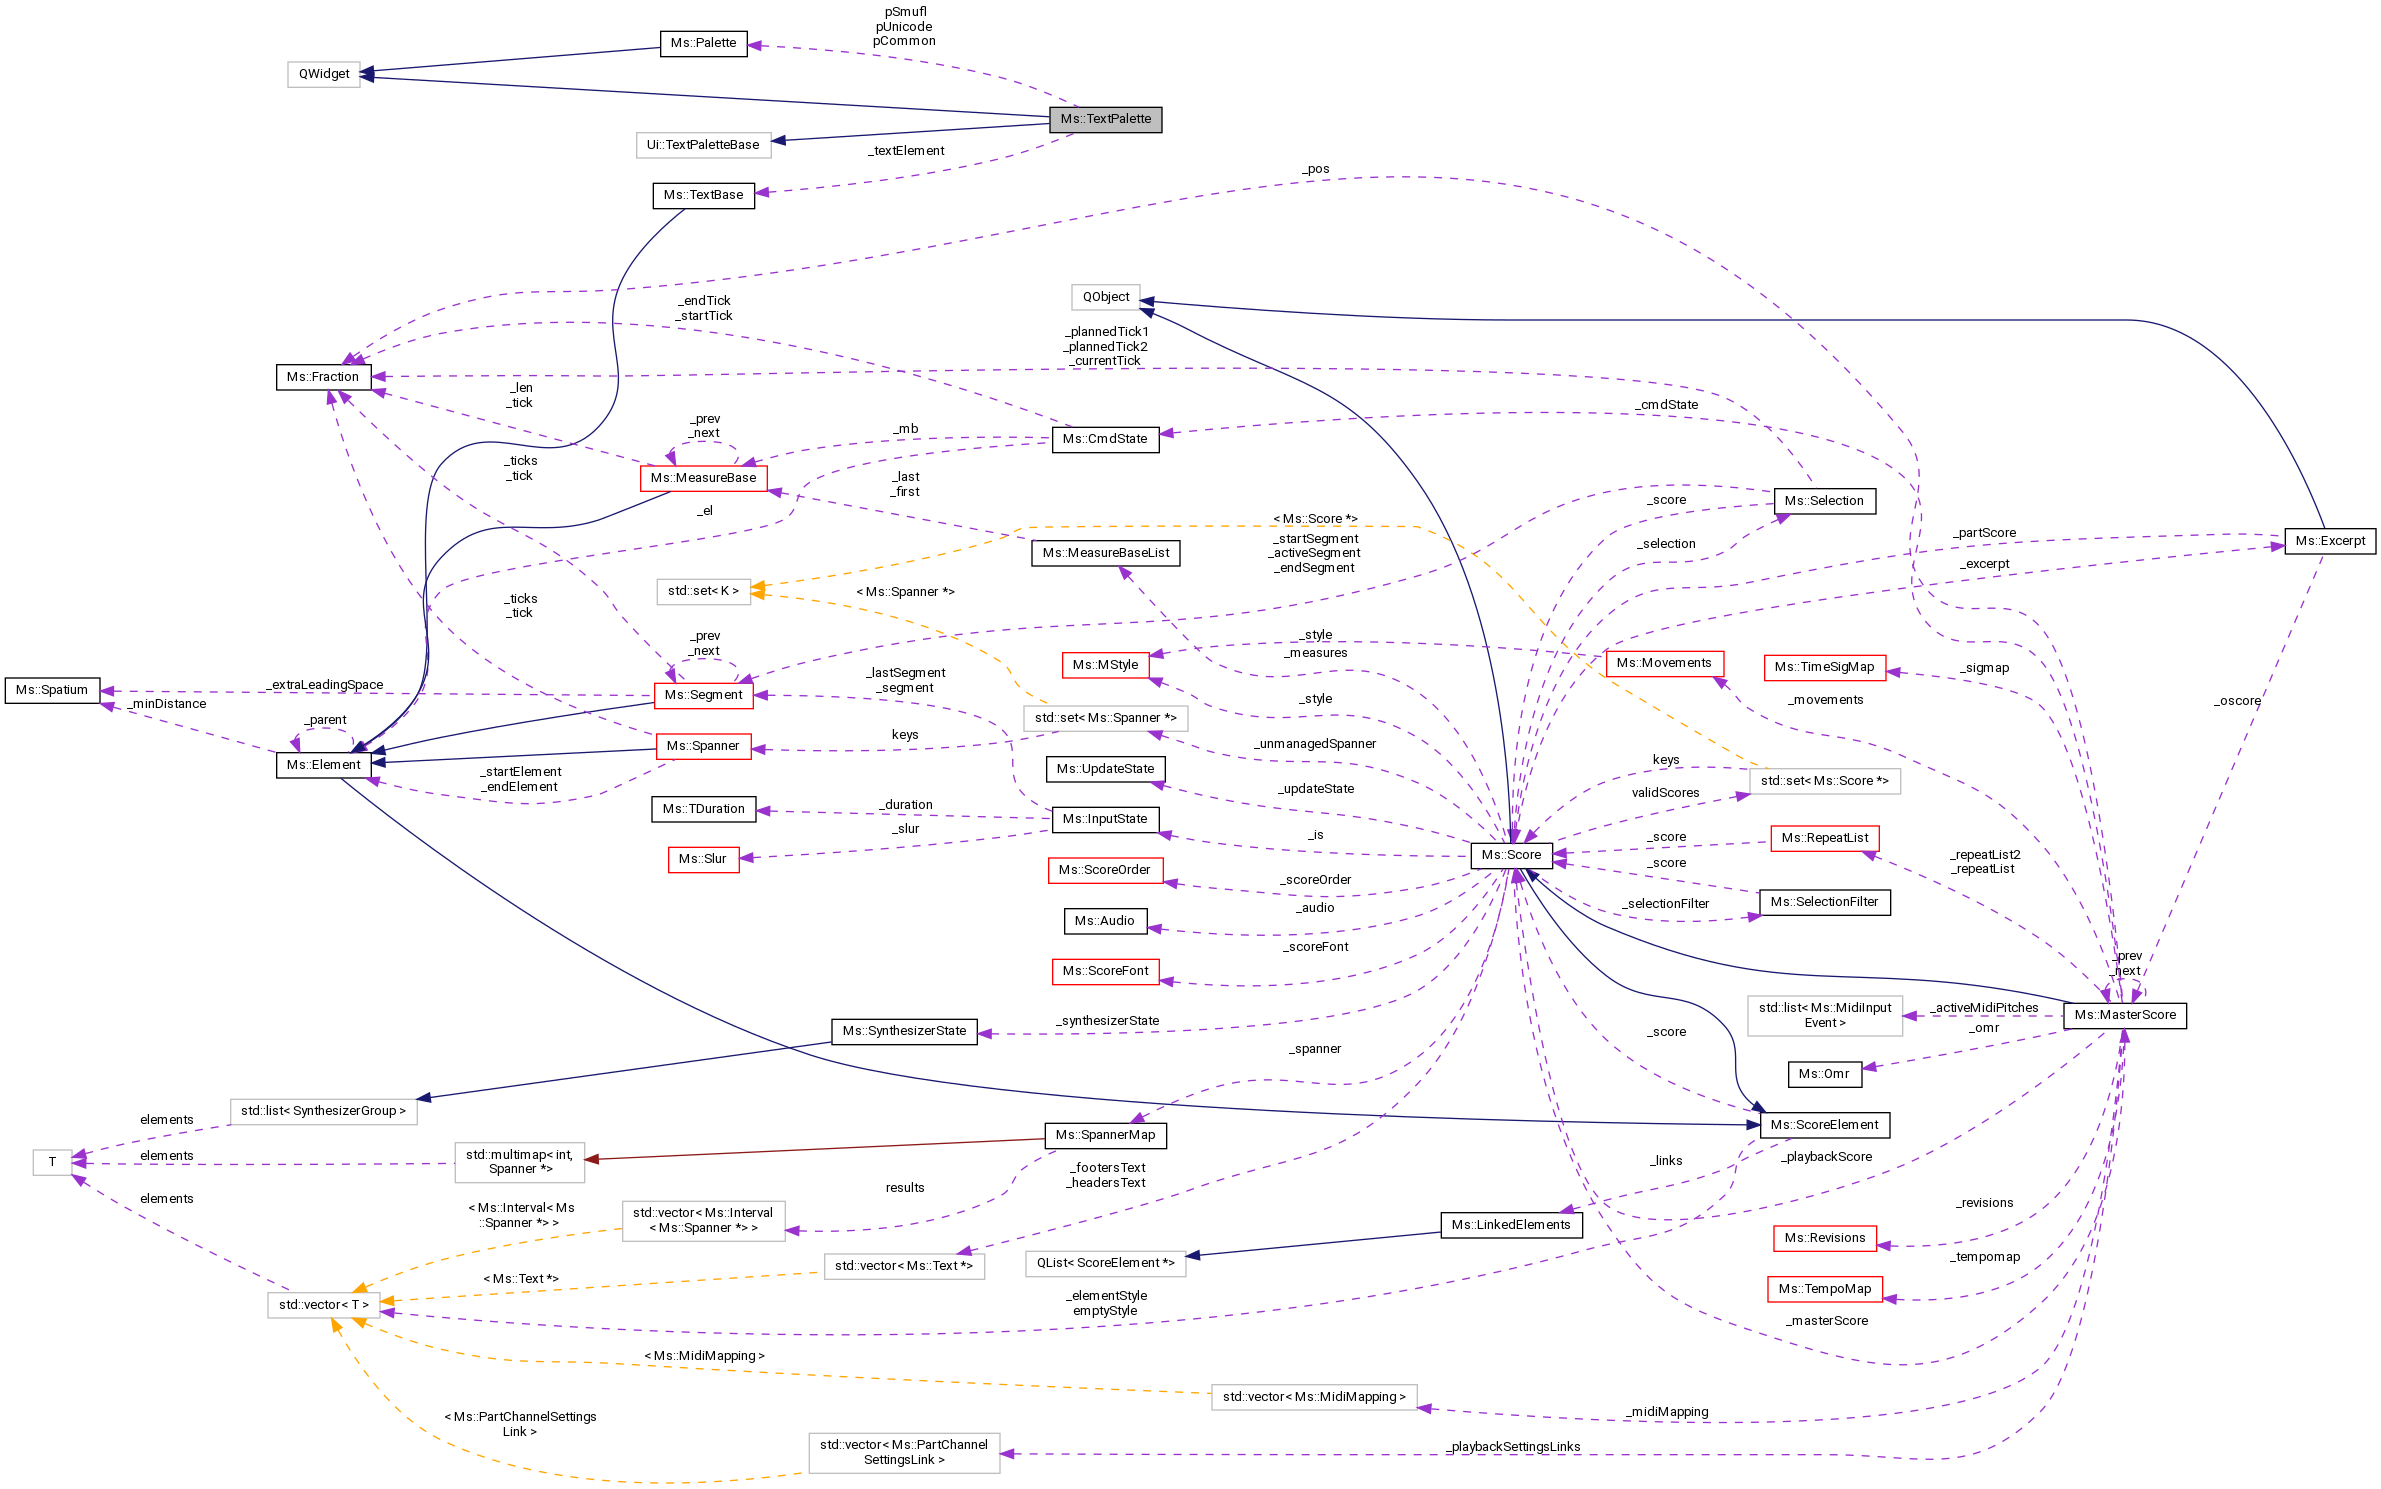 pSmufl
pUnicode
pCommon
Ms::Palette
QWidget
Ms::TextPalette
Ui::TextPaletteBase
_textElement
_pos
Ms::TextBase
QObject
_endTick
_startTick
_plannedTick1
_plannedTick2
_currentTick
Ms::Fraction
_len
_tick
_cmdState
_prev
_next
_mb
Ms::CmdState
_ticks
_tick
Ms::MeasureBase
_last
_first
_score
Ms::Selection
_el
< Ms::Score *>
_startSegment
_activeSegment
_endSegment
_selection
_partScore
Ms::Excerpt
Ms::MeasureBaseList
_excerpt
std::set< K >
< Ms::Spanner *>
_ticks
_tick
_prev
_next
_style
_measures
Ms::MStyle
Ms::Movements
Ms::TimeSigMap
_sigmap
Ms::Spatium
_extraLeadingSpace
_minDistance
Ms::Segment
_lastSegment
_segment
_style
_movements
_oscore
_parent
std::set< Ms::Spanner *>
Ms::Spanner
keys
_unmanagedSpanner
keys
Ms::Element
_startElement
_endElement
Ms::UpdateState
_updateState
std::set< Ms::Score *>
validScores
Ms::TDuration
_duration
_slur
Ms::InputState
_is
Ms::RepeatList
_score
Ms::Slur
Ms::Score
_score
_repeatList2
_repeatList
Ms::ScoreOrder
_scoreOrder
_selectionFilter
Ms::SelectionFilter
Ms::Audio
_audio
_scoreFont
Ms::ScoreFont
_prev
_next
std::list< Ms::MidiInput
Event >
_activeMidiPitches
_omr
Ms::MasterScore
Ms::SynthesizerState
_synthesizerState
_score
_spanner
Ms::Omr
std::list< SynthesizerGroup >
elements
Ms::ScoreElement
Ms::SpannerMap
T
elements
std::multimap< int,
Spanner *>
_footersText
_headersText
_links
_playbackScore
elements
results
< Ms::Interval< Ms
::Spanner *> >
std::vector< Ms::Interval
< Ms::Spanner *> >
_revisions
Ms::LinkedElements
Ms::Revisions
QList< ScoreElement *>
std::vector< Ms::Text *>
< Ms::Text *>
_tempomap
Ms::TempoMap
std::vector< T >
_elementStyle
emptyStyle
_masterScore
< Ms::MidiMapping >
std::vector< Ms::MidiMapping >
_midiMapping
< Ms::PartChannelSettings
Link >
std::vector< Ms::PartChannel
SettingsLink >
_playbackSettingsLinks